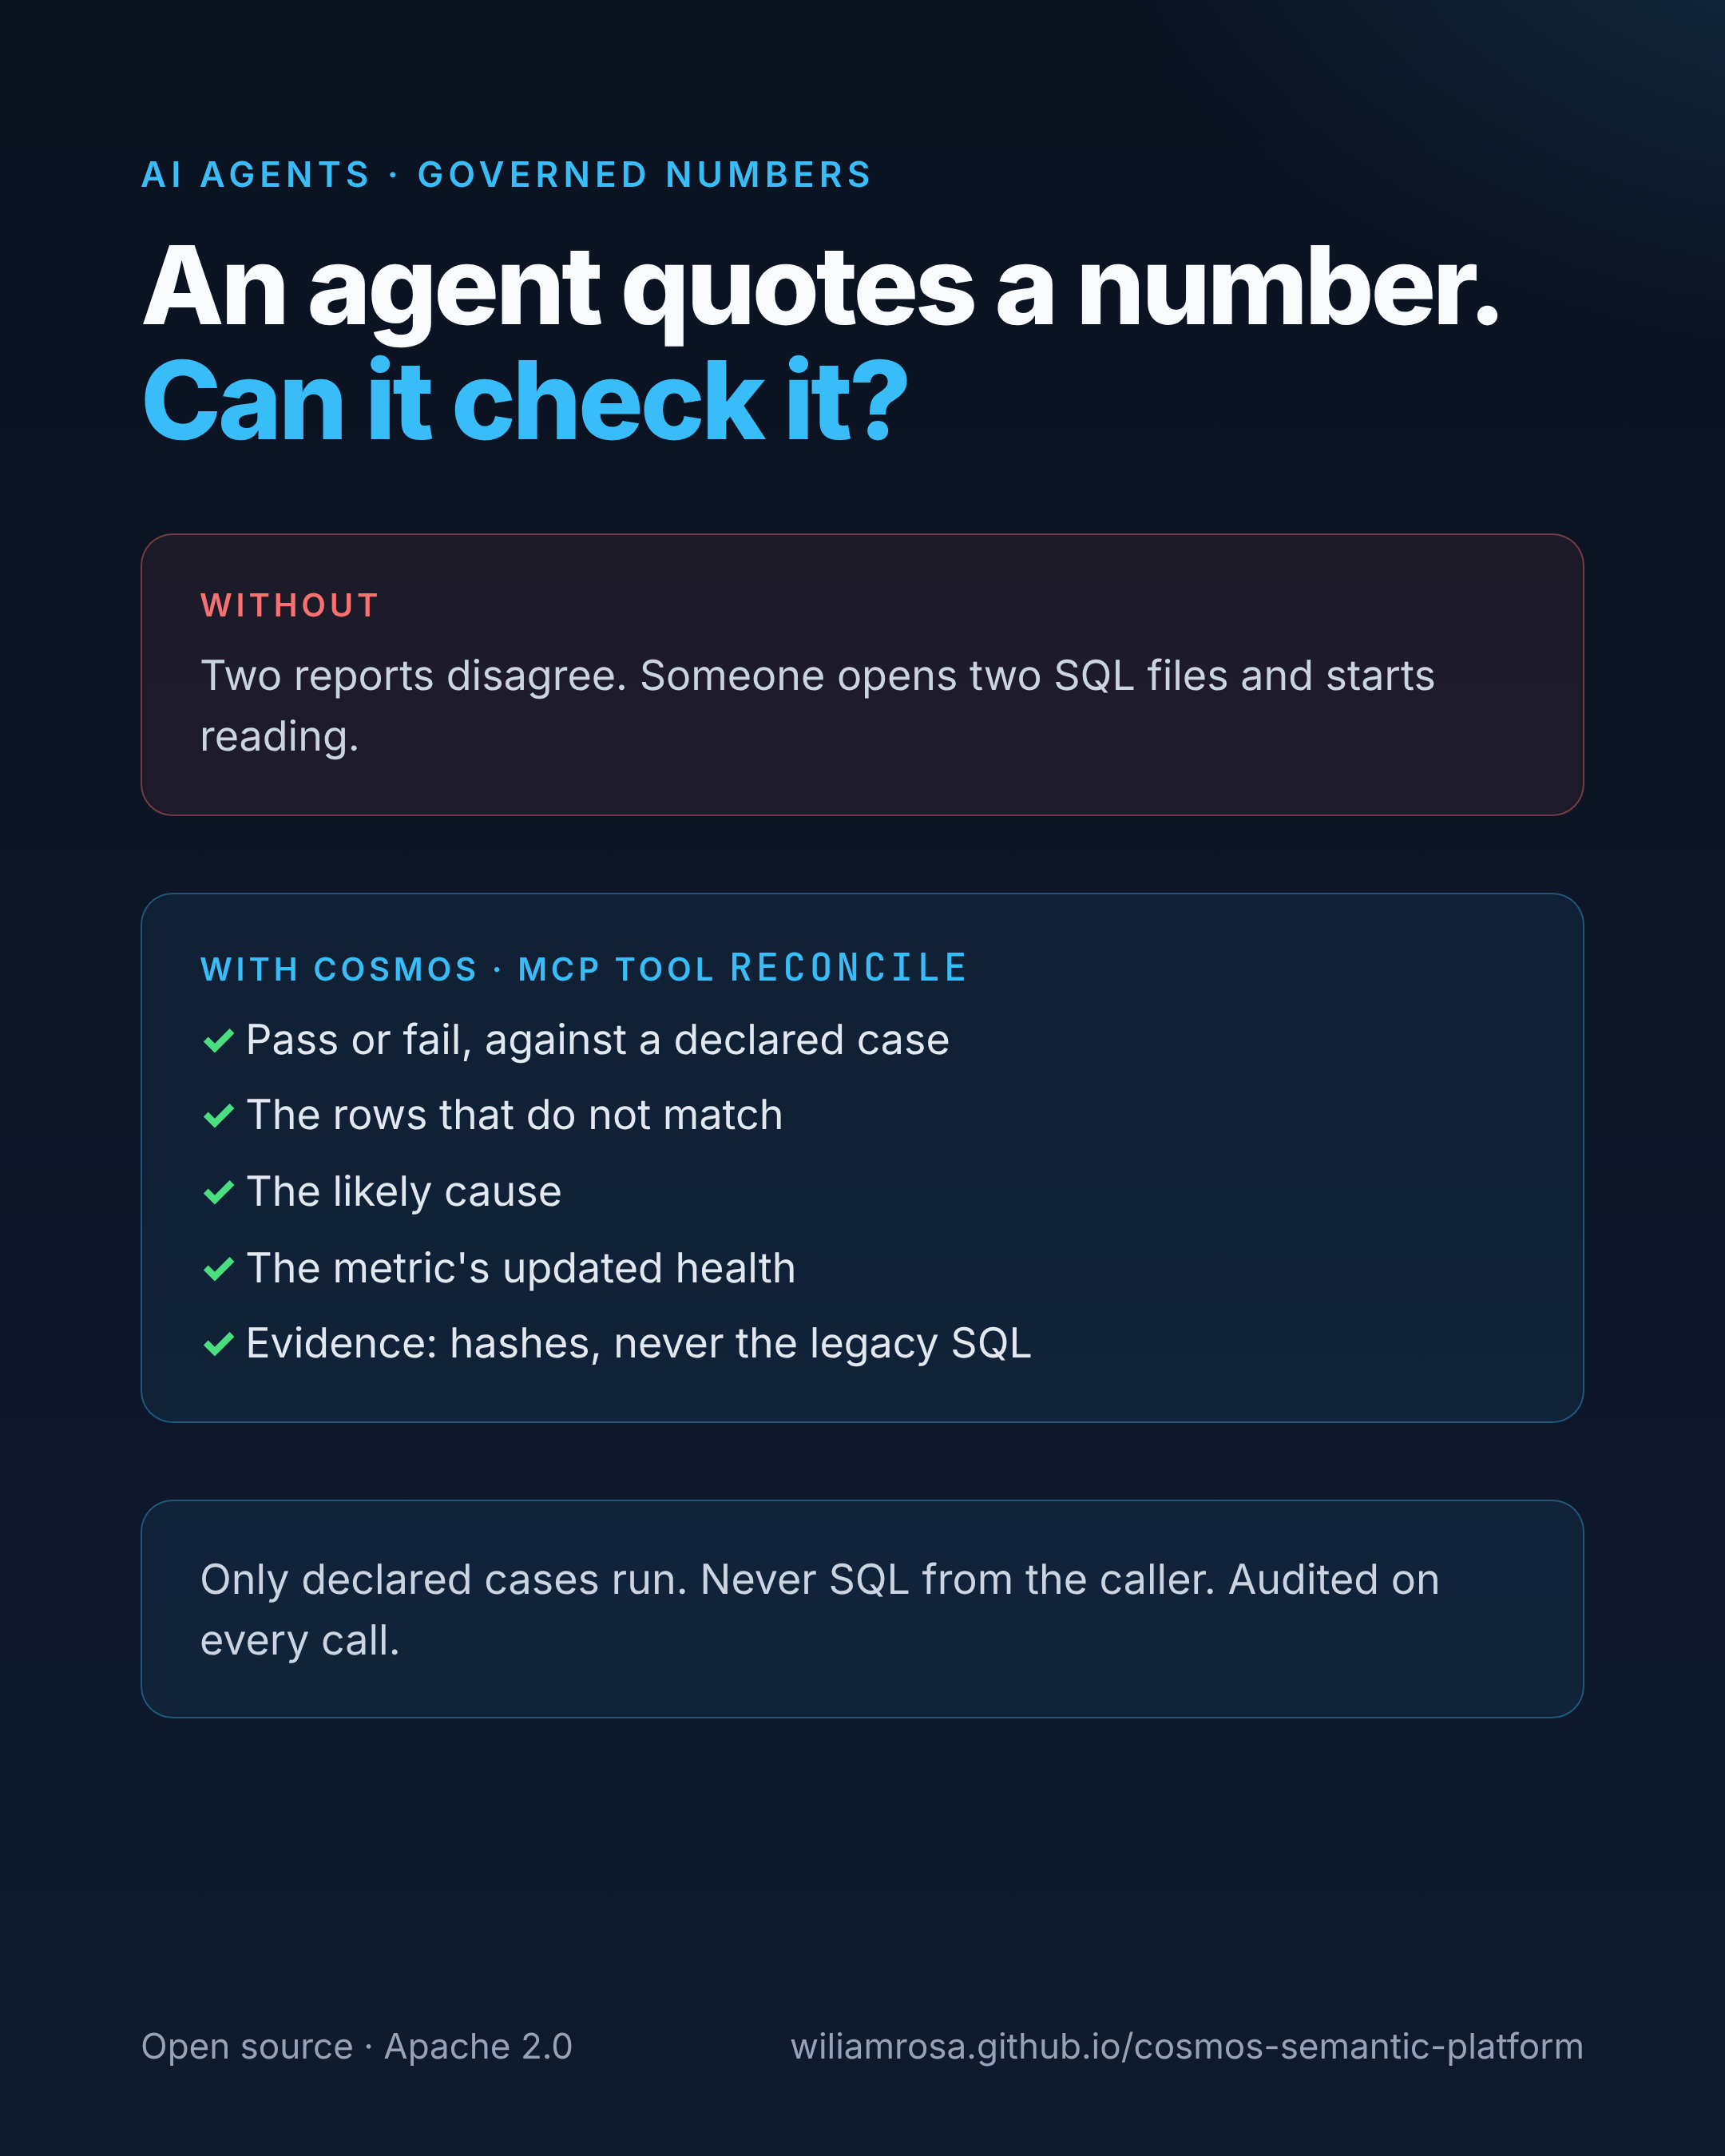 AI AGENTS · GOVERNED NUMBERS
An agent quotes a number.
Can it check it?
WITHOUT
Two reports disagree. Someone opens two SQL files and starts
reading.
WITH COSMOS · MCP TOOL RECONCILE
✔ Pass or fail, against a declared case
✔ The rows that do not match
✔ The likely cause
✔ The metric's updated health
✔ Evidence: hashes, never the legacy SQL
Only declared cases run. Never SQL from the caller. Audited on
every call.
Open source · Apache 2.0
wiliamrosa.github.io/cosmos-semantic-platform